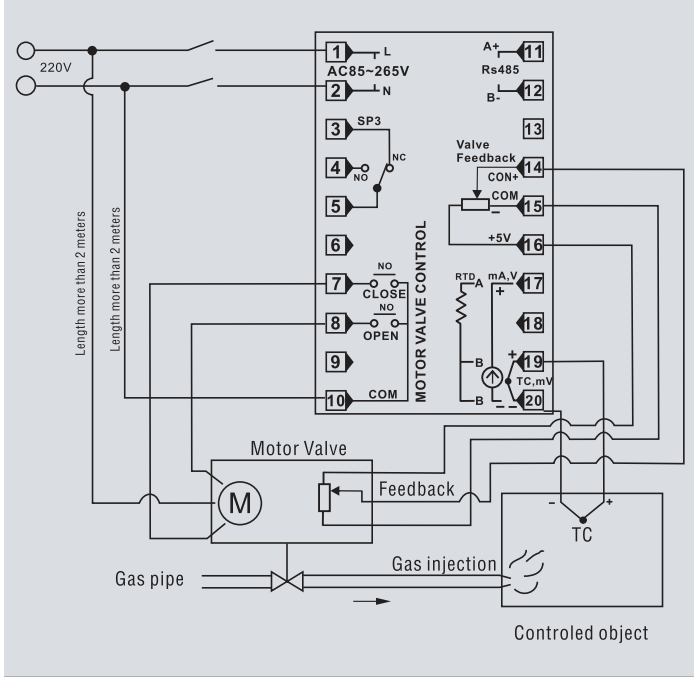 220V
Length more than 2 meters
Length more than 2 meters
1
L
AC85~265V
2
N
3
SP3
4
NO
NC
5
6
7
NO
CLOSE
8
NO
OPEN
9
10
COM
MOTOR VALVE CONTROL
A+
11
Rs485
B-
12
13
Valve
Feedback
14
CON+
COM
15
−
+5V
16
RTD
A
mA,V
17
+
18
B
+
19
TC,mV
B
− −
20
Motor Valve
M
Feedback
Gas pipe
Gas injection
−
+
TC
Controled object